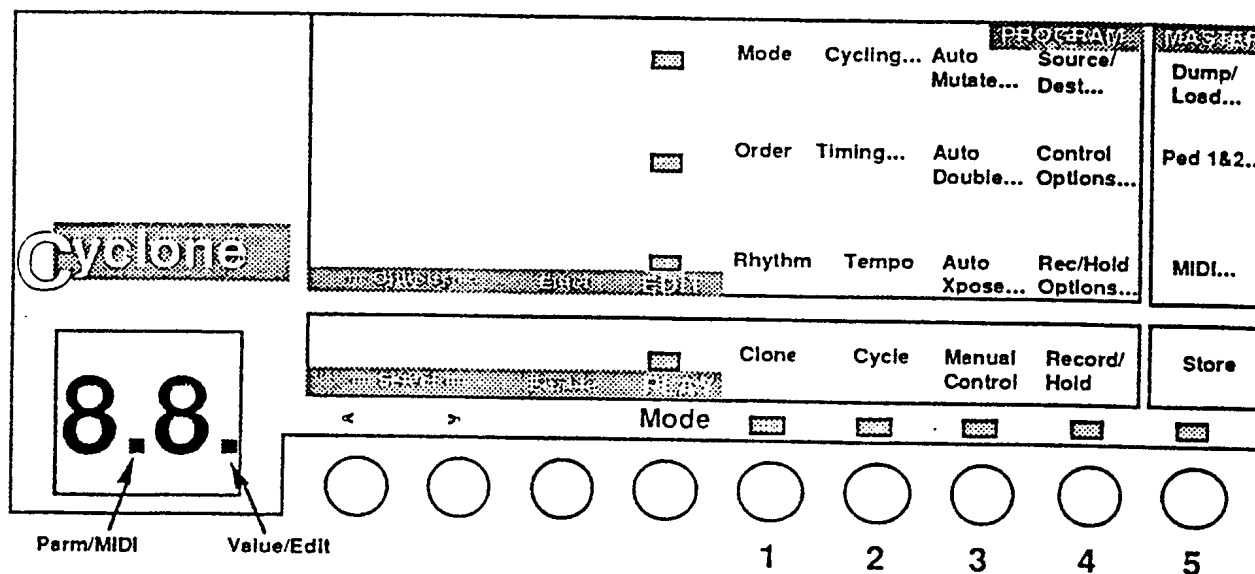 PROGRAM MASTER
Mode Cycling... Auto Mutate... Source/ Dest... Dump/ Load...
Order Timing... Auto Double... Control Options... Ped 1&2..
Cyclone
Rhythm Tempo Auto Xpose... Rec/Hold Options... MIDI...
EDIT
Clone Cycle Manual Control Record/ Hold Store
PLAY
Mode
8.8.
Parm/MIDI Value/Edit
1 2 3 4 5